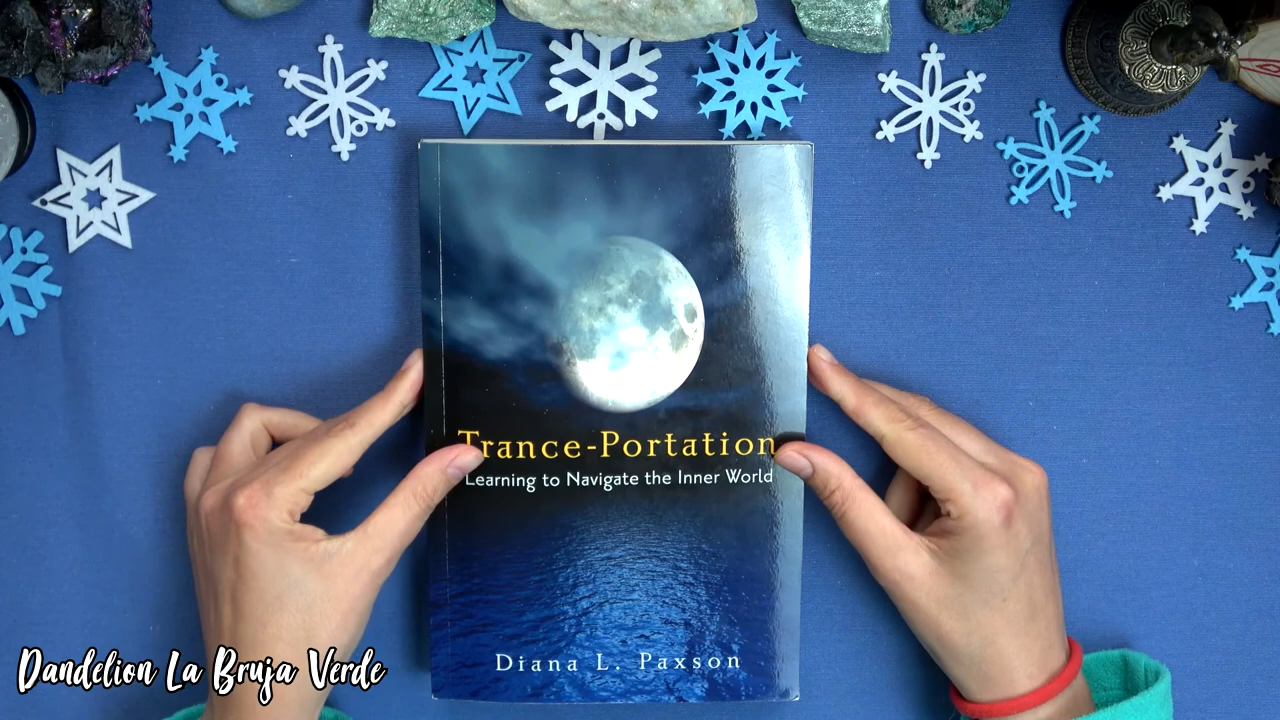 Trance-Portation
Learning to Navigate the Inner World
Diana L. Paxson
Dandelion La Bruja Verde